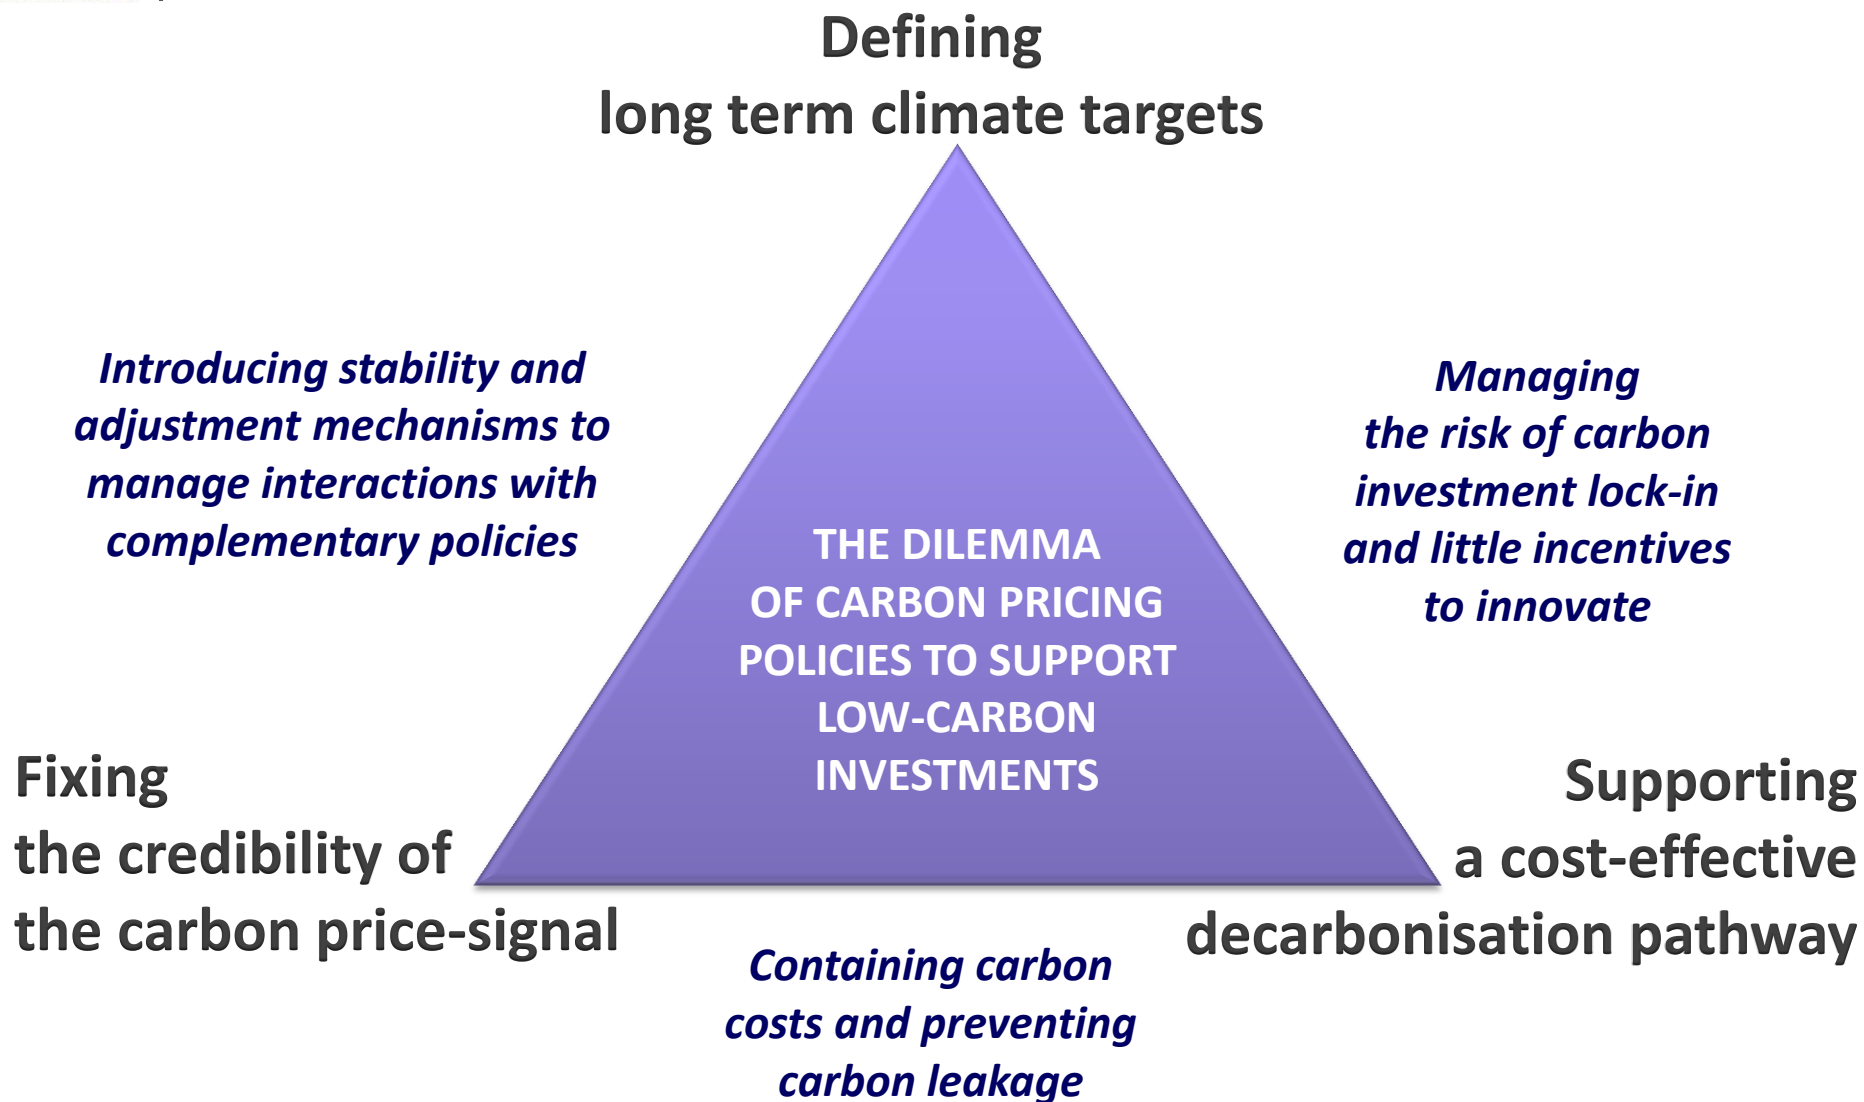 Defining
long term climate targets
Introducing stability and
adjustment mechanisms to
manage interactions with
complementary policies
Managing
the risk of carbon
investment lock-in
and little incentives
to innovate
THE DILEMMA
OF CARBON PRICING
POLICIES TO SUPPORT
LOW-CARBON
INVESTMENTS
Fixing
the credibility of
the carbon price-signal
Supporting
a cost-effective
decarbonisation pathway
Containing carbon
costs and preventing
carbon leakage